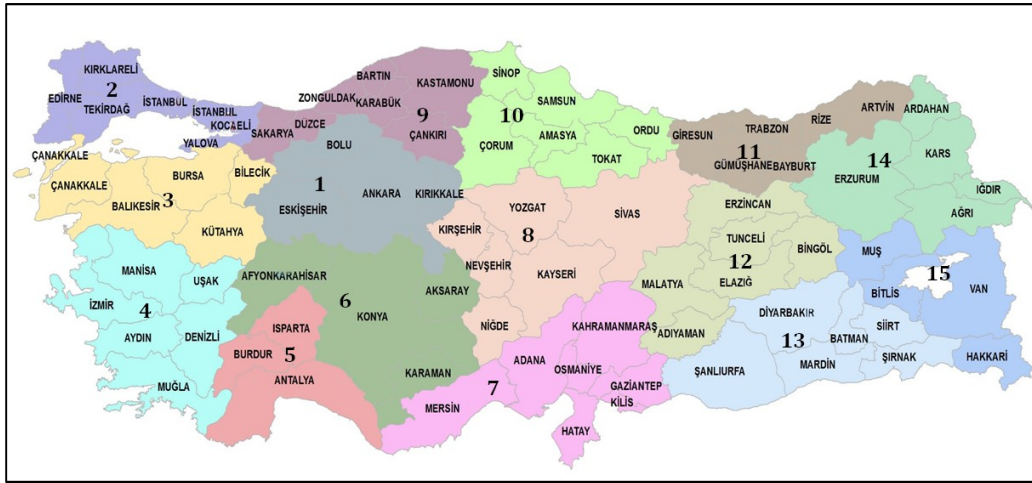 KIRKLARELİ
2
EDİRNE
TEKİRDAĞ
İSTANBUL
İSTANBUL
KOCAELİ
YALOVA
SAKARYA
DÜZCE
ZONGULDAK
BARTIN
KARABÜK
KASTAMONU
9
ÇANKIRI
SİNOP
SAMSUN
10
ÇORUM
AMASYA
ORDU
TOKAT
GİRESUN
TRABZON
RİZE
ARTVİN
11
GÜMÜŞHANE
BAYBURT
ARDAHAN
14
KARS
ERZURUM
IĞDIR
AĞRI
ÇANAKKALE
ÇANAKKALE
BURSA
BİLECİK
BALIKESİR
3
KÜTAHYA
BOLU
1
ANKARA
KIRIKKALE
ESKİŞEHİR
YOZGAT
SİVAS
KIRŞEHİR
8
NEVŞEHİR
KAYSERİ
NİĞDE
ERZİNCAN
TUNCELİ
BİNGÖL
12
ELAZIĞ
MALATYA
ADIYAMAN
MUŞ
15
BİTLİS
VAN
HAKKARİ
MANİSA
UŞAK
İZMİR
4
AYDIN
DENİZLİ
MUĞLA
AFYONKARAHİSAR
6
AKSARAY
KONYA
KARAMAN
ISPARTA
BURDUR
5
ANTALYA
KAHRAMANMARAŞ
ADANA
OSMANİYE
7
MERSİN
GAZİANTEP
KİLİS
HATAY
DİYARBAKIR
SİİRT
13
BATMAN
ŞANLIURFA
MARDİN
ŞIRNAK